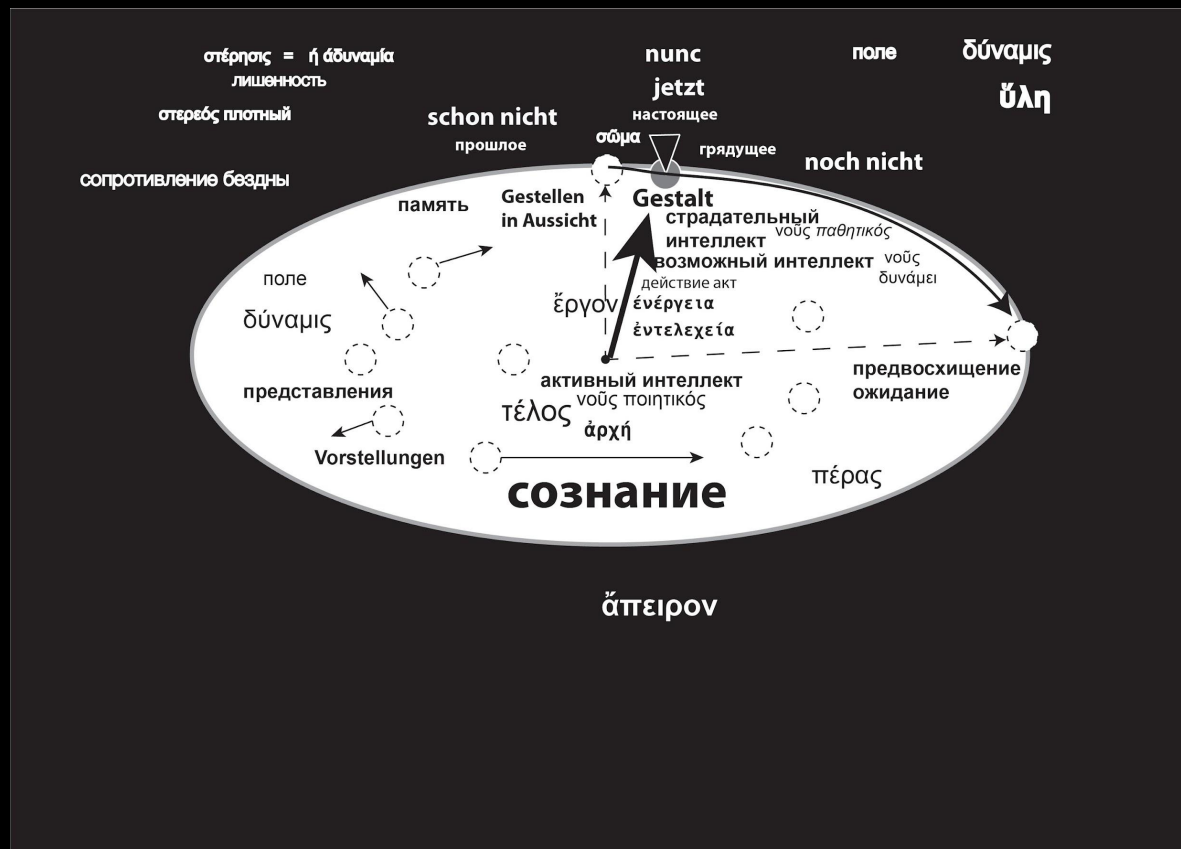 στέρησις = ή άδυναμία
лишенность
στερεός плотный
сопротивление бездны
nunc
jetzt
настоящее
поле
δύναμις
ὕλη
schon nicht
прошлое
σῶμα
грядущее
noch nicht
память
Gestellen
in Aussicht
Gestalt
страдательный
интеллект νοῦς παθητικός
возможный интеллект νοῦς
δυνάμει
действие акт
ἔργον
ένέργεια
ἐντελεχεία
поле
δύναμις
представления
Vorstellungen
активный интеллект
νοῦς ποιητικός
τέλος
ἀρχή
предвосхищение
ожидание
πέρας
сознание
ἄπειρον